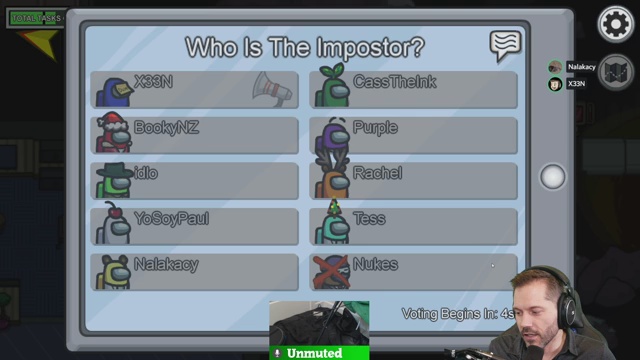 TOTAL TASKS
Who Is The Impostor?
Nalakacy
X33N
X33N
CassTheInk
BookyNZ
Purple
idlo
Rachel
YoSoyPaul
Tess
Nalakacy
Nukes
Voting Begins In: 4s
Unmuted